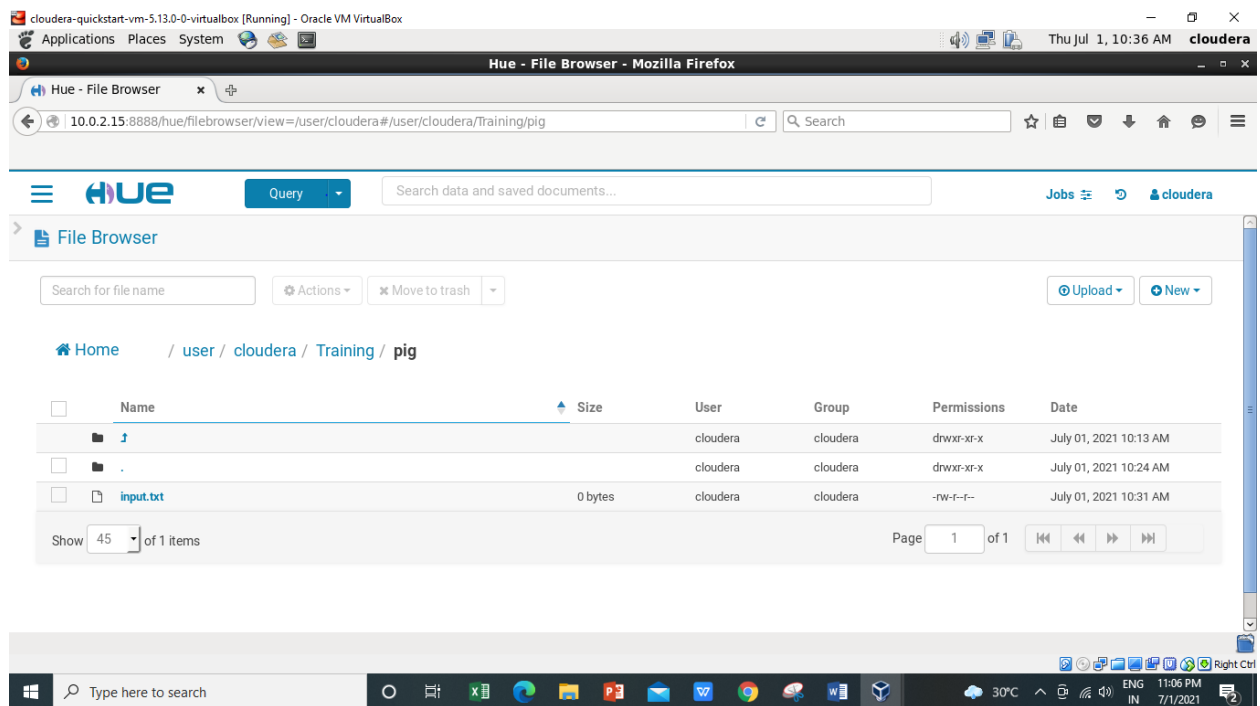 cloudera-quickstart-vm-5.13.0-0-virtualbox [Running] - Oracle VM VirtualBox
Applications Places System Thu Jul 1, 10:36 AM cloudera
Hue - File Browser - Mozilla Firefox
Hue - File Browser
10.0.2.15:8888/hue/filebrowser/view=/user/cloudera#/user/cloudera/Training/pig Search
HUE Query Search data and saved documents... Jobs cloudera
File Browser
Search for file name Actions Move to trash Upload New
Home / user / cloudera / Training / pig
Name Size User Group Permissions Date
cloudera cloudera drwxr-xr-x July 01, 2021 10:13 AM
. cloudera cloudera drwxr-xr-x July 01, 2021 10:24 AM
input.txt 0 bytes cloudera cloudera -rw-r--r-- July 01, 2021 10:31 AM
Show 45 of 1 items Page 1 of 1
Right Ctrl
Type here to search 30°C ENG 11:06 PM
IN 7/1/2021 2